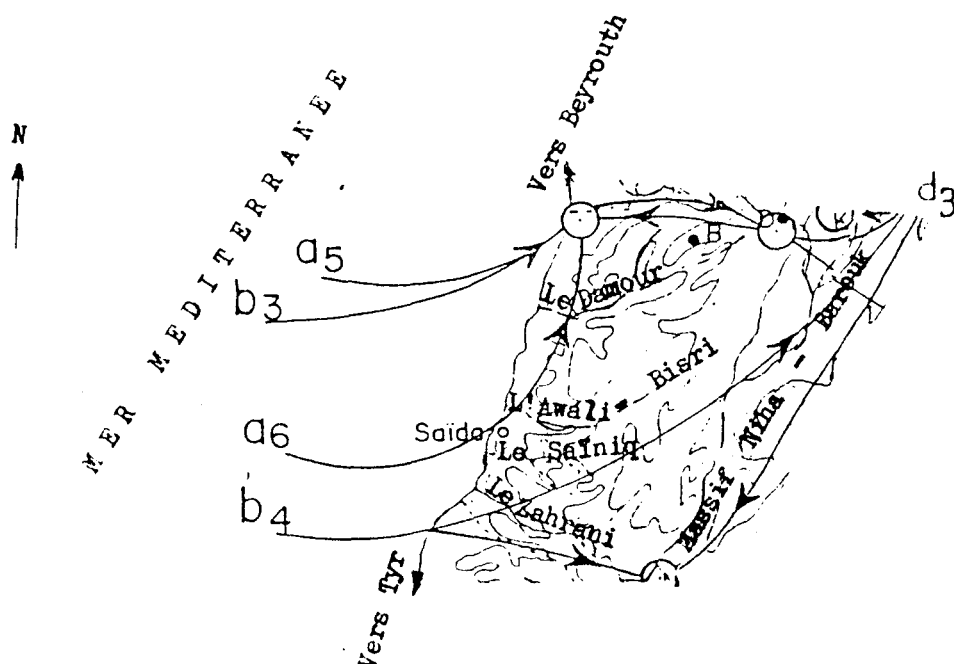 Vers Beyrouth
N
MER MEDITERRANEE
d3
K
A
B
a5
b3
Le Damour
Barouk
Bisri
L'Awali=
a6
Saïda
Le Saïniq
Niha -
b4
Le Zahrani
Massif
Vers Tyr